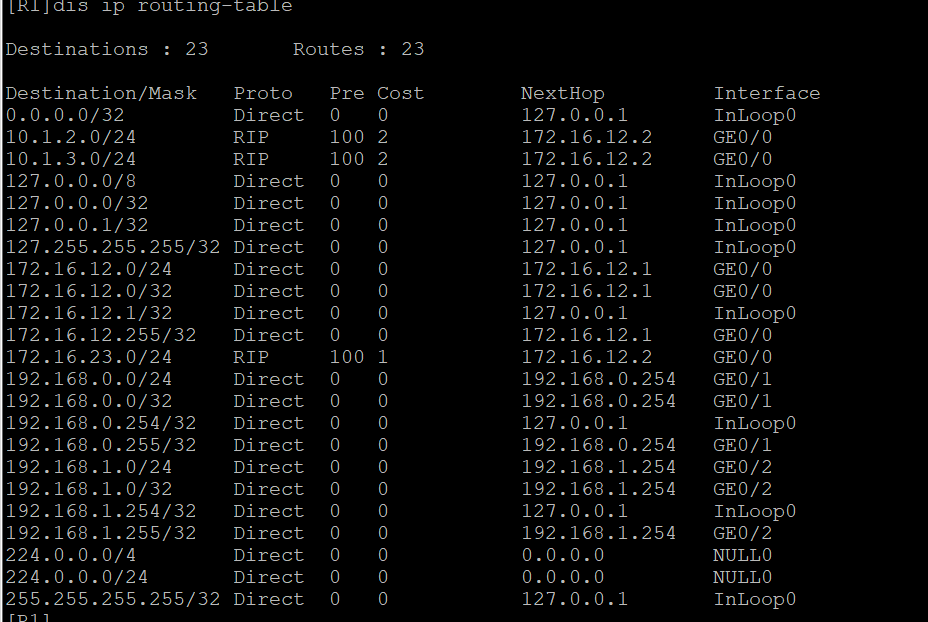 [R1]dis ip routing-table
Destinations : 23 Routes : 23
Destination/Mask Proto Pre Cost NextHop Interface
0.0.0.0/32 Direct 0 0 127.0.0.1 InLoop0
10.1.2.0/24 RIP 100 2 172.16.12.2 GE0/0
10.1.3.0/24 RIP 100 2 172.16.12.2 GE0/0
127.0.0.0/8 Direct 0 0 127.0.0.1 InLoop0
127.0.0.0/32 Direct 0 0 127.0.0.1 InLoop0
127.0.0.1/32 Direct 0 0 127.0.0.1 InLoop0
127.255.255.255/32 Direct 0 0 127.0.0.1 InLoop0
172.16.12.0/24 Direct 0 0 172.16.12.1 GE0/0
172.16.12.0/32 Direct 0 0 172.16.12.1 GE0/0
172.16.12.1/32 Direct 0 0 127.0.0.1 InLoop0
172.16.12.255/32 Direct 0 0 172.16.12.1 GE0/0
172.16.23.0/24 RIP 100 1 172.16.12.2 GE0/0
192.168.0.0/24 Direct 0 0 192.168.0.254 GE0/1
192.168.0.0/32 Direct 0 0 192.168.0.254 GE0/1
192.168.0.254/32 Direct 0 0 127.0.0.1 InLoop0
192.168.0.255/32 Direct 0 0 192.168.0.254 GE0/1
192.168.1.0/24 Direct 0 0 192.168.1.254 GE0/2
192.168.1.0/32 Direct 0 0 192.168.1.254 GE0/2
192.168.1.254/32 Direct 0 0 127.0.0.1 InLoop0
192.168.1.255/32 Direct 0 0 192.168.1.254 GE0/2
224.0.0.0/4 Direct 0 0 0.0.0.0 NULL0
224.0.0.0/24 Direct 0 0 0.0.0.0 NULL0
255.255.255.255/32 Direct 0 0 127.0.0.1 InLoop0
[R1]